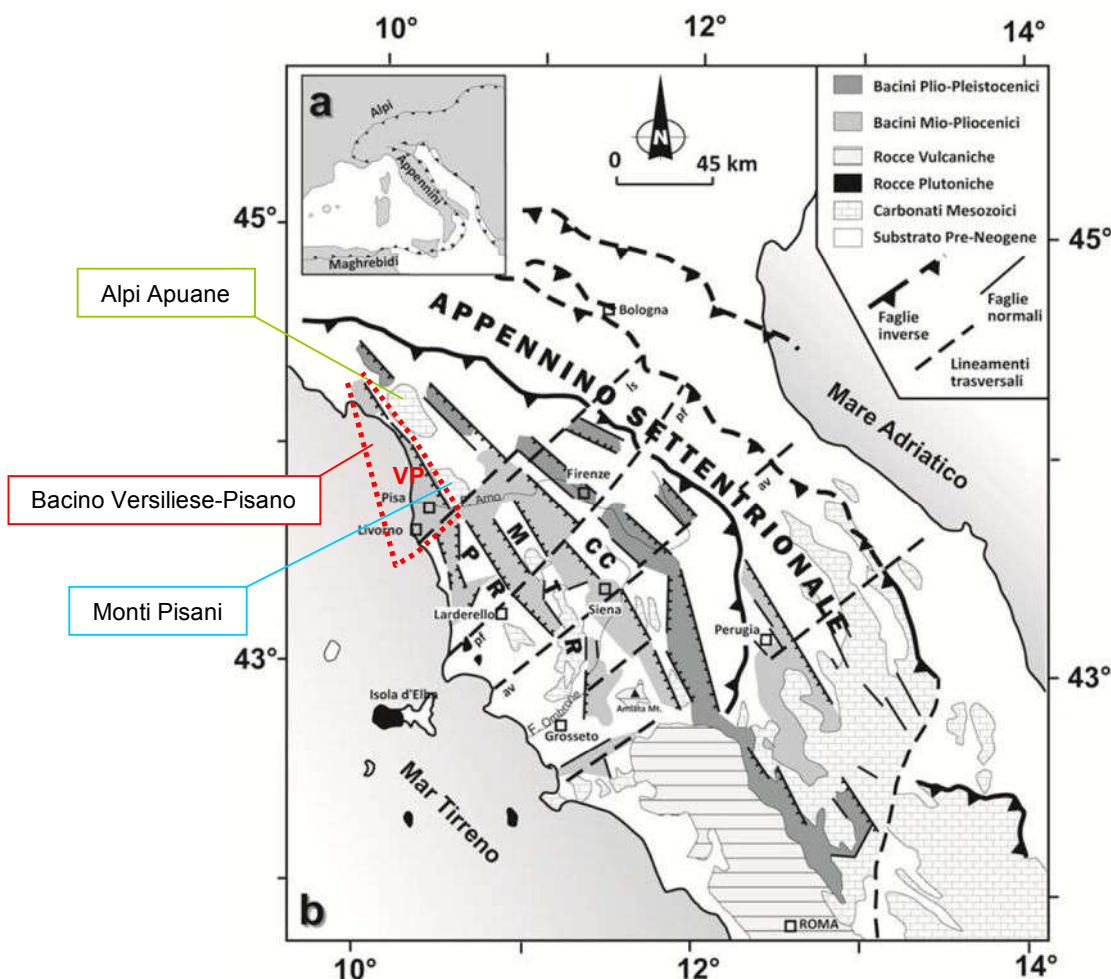 10°
12°
14°
a
Alpi
Appennini
Maghrebidi
N
0 45 km
Bacini Plio-Pleistocenici
Bacini Mio-Pliocenici
Rocce Vulcaniche
Rocce Plutoniche
Carbonati Mesozoici
Substrato Pre-Neogene
Faglie
inverse
Faglie
normali
Lineamenti
trasversali
45°
45°
Alpi Apuane
Bacino Versiliese-Pisano
Monti Pisani
APPENNINO SETTENTRIONALE
Mare Adriatico
Bologna
ls
pf
av
Firenze
VP
Pisa
Arno
Livorno
M
T
R
CC
P
R
Siena
Larderello
Perugia
pf
av
43°
43°
Isola d'Elba
Amiata Mt.
F. Ombrone
Grosseto
Mar Tirreno
ROMA
b
10°
12°
14°